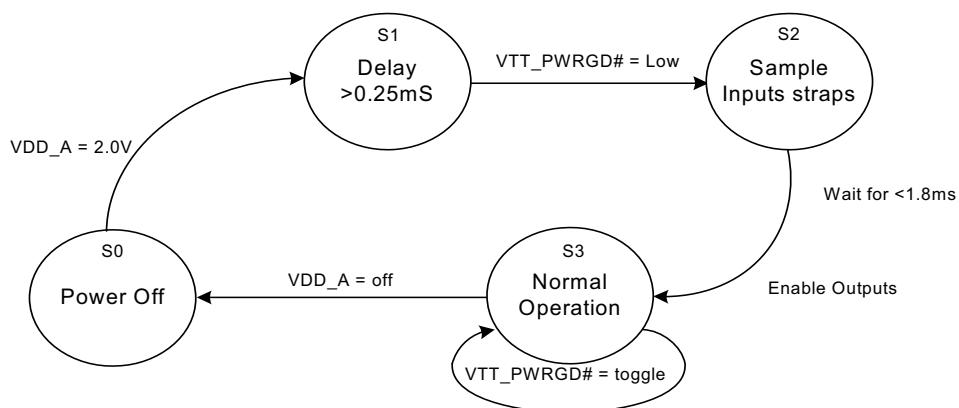 S1
Delay
>0.25mS
VTT_PWRGD# = Low
S2
Sample
Inputs straps
VDD_A = 2.0V
Wait for <1.8ms
S0
Power Off
VDD_A = off
S3
Normal
Operation
Enable Outputs
VTT_PWRGD# = toggle